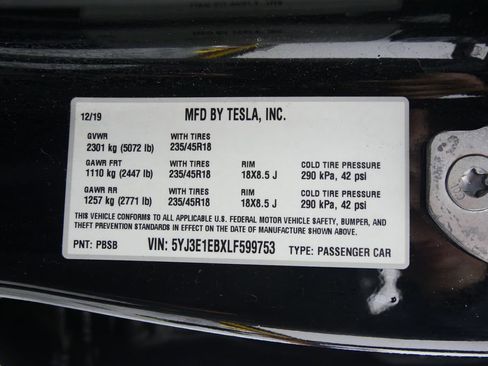 12/19 MFD BY TESLA, INC.
GVWR WITH TIRES
2301 kg (5072 lb) 235/45R18
GAWR FRT WITH TIRES RIM COLD TIRE PRESSURE
1110 kg (2447 lb) 235/45R18 18X8.5 J 290 kPa, 42 psi
GAWR RR WITH TIRES RIM COLD TIRE PRESSURE
1257 kg (2771 lb) 235/45R18 18X8.5 J 290 kPa, 42 psi
THIS VEHICLE CONFORMS TO ALL APPLICABLE U.S. FEDERAL MOTOR VEHICLE SAFETY, BUMPER, AND
THEFT PREVENTION STANDARDS IN EFFECT ON THE DATE OF MANUFACTURE SHOWN ABOVE.
PNT: PBSB VIN: 5YJ3E1EBXLF599753 TYPE: PASSENGER CAR